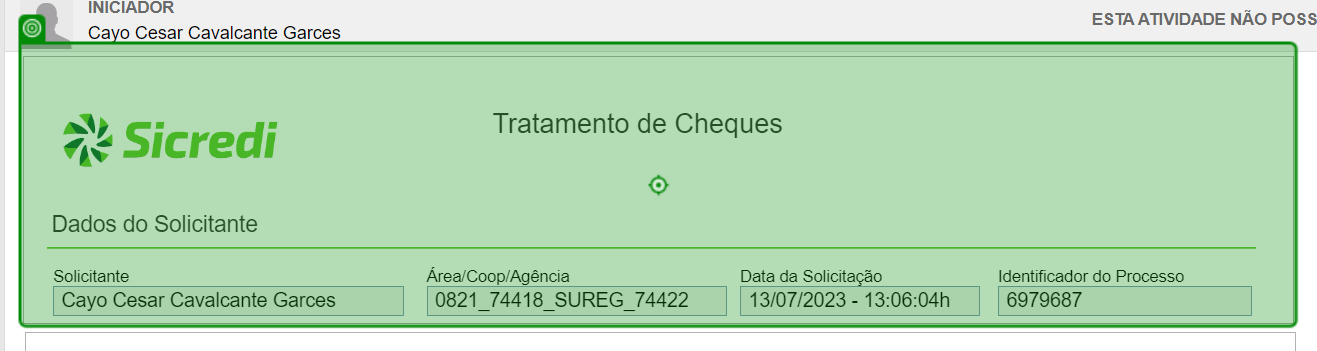 INICIADOR
Cayo Cesar Cavalcante Garces
ESTA ATIVIDADE NÃO POSS
Sicredi
Tratamento de Cheques
Dados do Solicitante
Solicitante Área/Coop/Agência Data da Solicitação Identificador do Processo
Cayo Cesar Cavalcante Garces 0821_74418_SUREG_74422 13/07/2023 - 13:06:04h 6979687